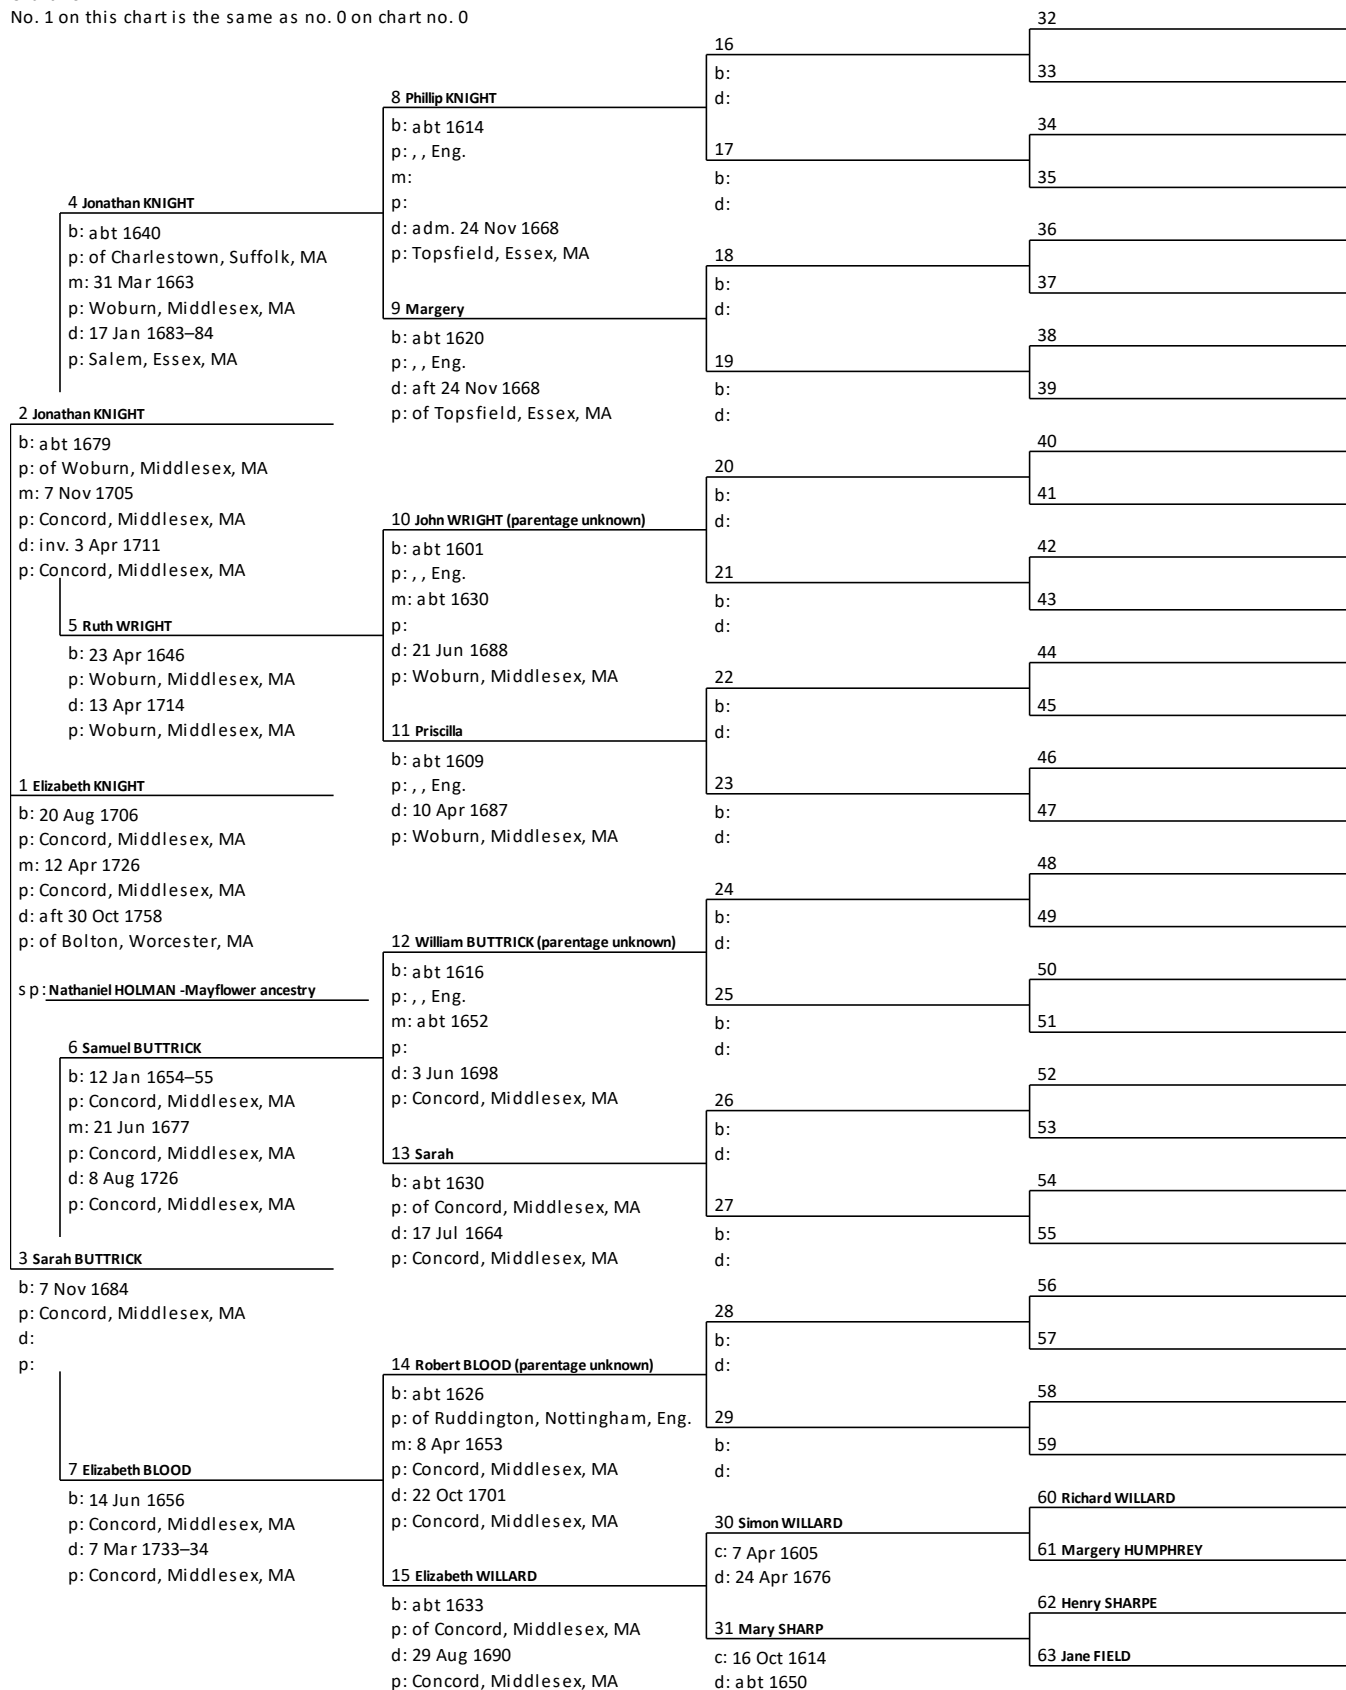 No. 1 on this chart is the same as no. 0 on chart no. 0
4 Jonathan KNIGHT
b: abt 1640
p: of Charlestown, Suffolk, MA
m: 31 Mar 1663
p: Woburn, Middlesex, MA
d: 17 Jan 1683–84
p: Salem, Essex, MA
2 Jonathan KNIGHT
b: abt 1679
p: of Woburn, Middlesex, MA
m: 7 Nov 1705
p: Concord, Middlesex, MA
d: inv. 3 Apr 1711
p: Concord, Middlesex, MA
5 Ruth WRIGHT
b: 23 Apr 1646
p: Woburn, Middlesex, MA
d: 13 Apr 1714
p: Woburn, Middlesex, MA
1 Elizabeth KNIGHT
b: 20 Aug 1706
p: Concord, Middlesex, MA
m: 12 Apr 1726
p: Concord, Middlesex, MA
d: aft 30 Oct 1758
p: of Bolton, Worcester, MA
sp: Nathaniel HOLMAN -Mayflower ancestry
6 Samuel BUTTRICK
b: 12 Jan 1654–55
p: Concord, Middlesex, MA
m: 21 Jun 1677
p: Concord, Middlesex, MA
d: 8 Aug 1726
p: Concord, Middlesex, MA
3 Sarah BUTTRICK
b: 7 Nov 1684
p: Concord, Middlesex, MA
d:
p:
7 Elizabeth BLOOD
b: 14 Jun 1656
p: Concord, Middlesex, MA
d: 7 Mar 1733–34
p: Concord, Middlesex, MA
8 Phillip KNIGHT
b: abt 1614
p: , , Eng.
m:
p:
d: adm. 24 Nov 1668
p: Topsfield, Essex, MA
9 Margery
b: abt 1620
p: , , Eng.
d: aft 24 Nov 1668
p: of Topsfield, Essex, MA
10 John WRIGHT (parentage unknown)
b: abt 1601
p: , , Eng.
m: abt 1630
p:
d: 21 Jun 1688
p: Woburn, Middlesex, MA
11 Priscilla
b: abt 1609
p: , , Eng.
d: 10 Apr 1687
p: Woburn, Middlesex, MA
12 William BUTTRICK (parentage unknown)
b: abt 1616
p: , , Eng.
m: abt 1652
p:
d: 3 Jun 1698
p: Concord, Middlesex, MA
13 Sarah
b: abt 1630
p: of Concord, Middlesex, MA
d: 17 Jul 1664
p: Concord, Middlesex, MA
14 Robert BLOOD (parentage unknown)
b: abt 1626
p: of Ruddington, Nottingham, Eng.
m: 8 Apr 1653
p: Concord, Middlesex, MA
d: 22 Oct 1701
p: Concord, Middlesex, MA
15 Elizabeth WILLARD
b: abt 1633
p: of Concord, Middlesex, MA
d: 29 Aug 1690
p: Concord, Middlesex, MA
16
b:
d:
17
b:
d:
18
b:
d:
19
b:
d:
20
b:
d:
21
b:
d:
22
b:
d:
23
b:
d:
24
b:
d:
25
b:
d:
26
b:
d:
27
b:
d:
28
b:
d:
29
b:
d:
30 Simon WILLARD
c: 7 Apr 1605
d: 24 Apr 1676
31 Mary SHARP
c: 16 Oct 1614
d: abt 1650
32
33
34
35
36
37
38
39
40
41
42
43
44
45
46
47
48
49
50
51
52
53
54
55
56
57
58
59
60 Richard WILLARD
61 Margery HUMPHREY
62 Henry SHARPE
63 Jane FIELD